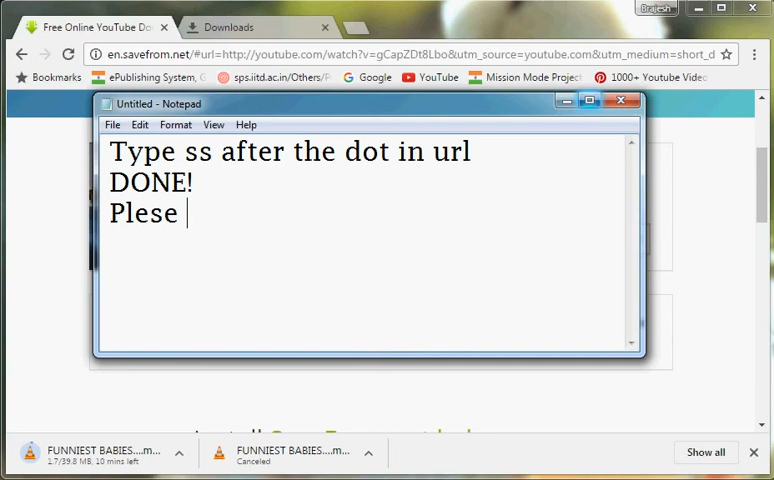 Brajesh
Free Online YouTube Do
Downloads
en.savefrom.net/#url=http://youtube.com/watch?v=gCapZDt8Lbo&utm_source=youtube.com&utm_medium=short_d
Bookmarks
ePublishing System, G
sps.iitd.ac.in/Others/P
Google
YouTube
Mission Mode Projec
1000+ Youtube Video
Untitled - Notepad
File Edit Format View Help
Type ss after the dot in url
DONE!
Plese
FUNNIEST BABIES....m...
1.7/39.8 MB, 10 mins left
FUNNIEST BABIES....m...
Canceled
Show all